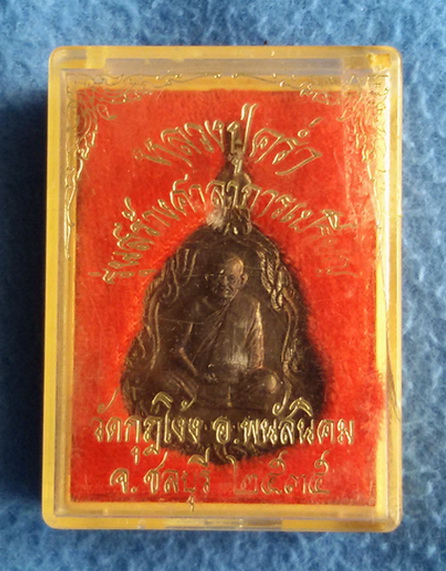 หลวงปู่คร่ำ
รุ่นสร้างศาลาการเปรียญ
วัดกุฎโง้ง อ.พนัสนิคม
จ.ชลบุรี ๒๕๓๕